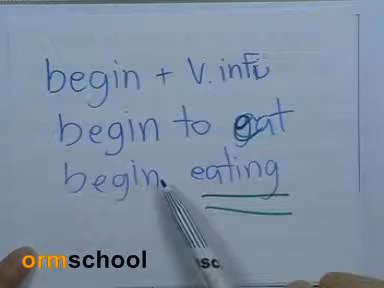 begin + V. infi
begin to eat
begin eating
ormschool